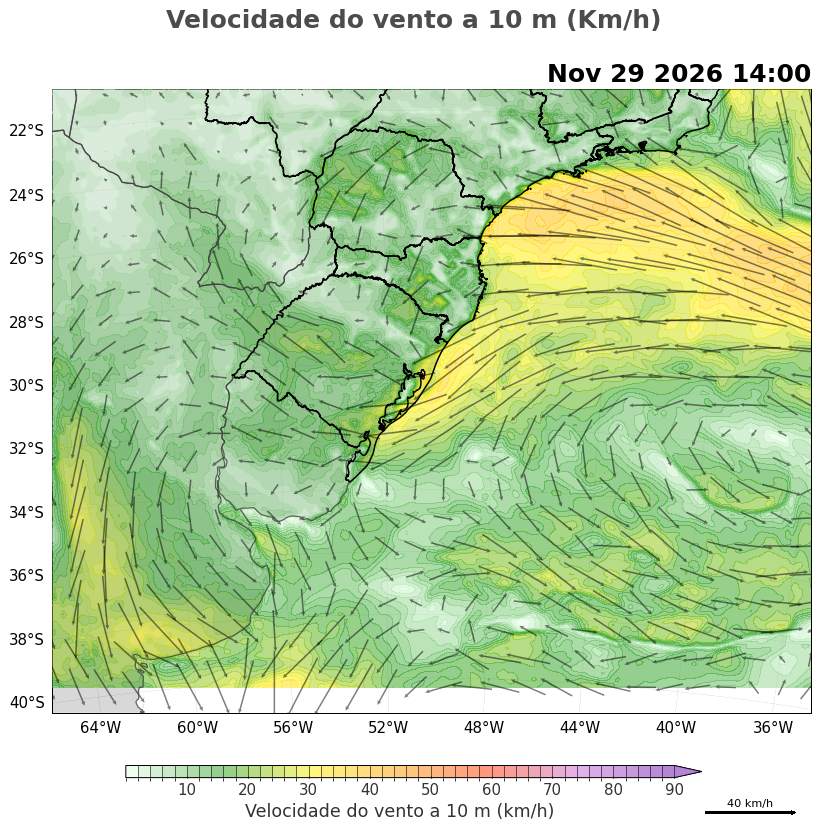 Velocidade do vento a 10 m (Km/h)
Nov 29 2026 14:00
22°S
24°S
26°S
28°S
30°S
32°S
34°S
36°S
38°S
40°S
64°W 60°W 56°W 52°W 48°W 44°W 40°W 36°W
10 20 30 40 50 60 70 80 90
Velocidade do vento a 10 m (km/h)
40 km/h